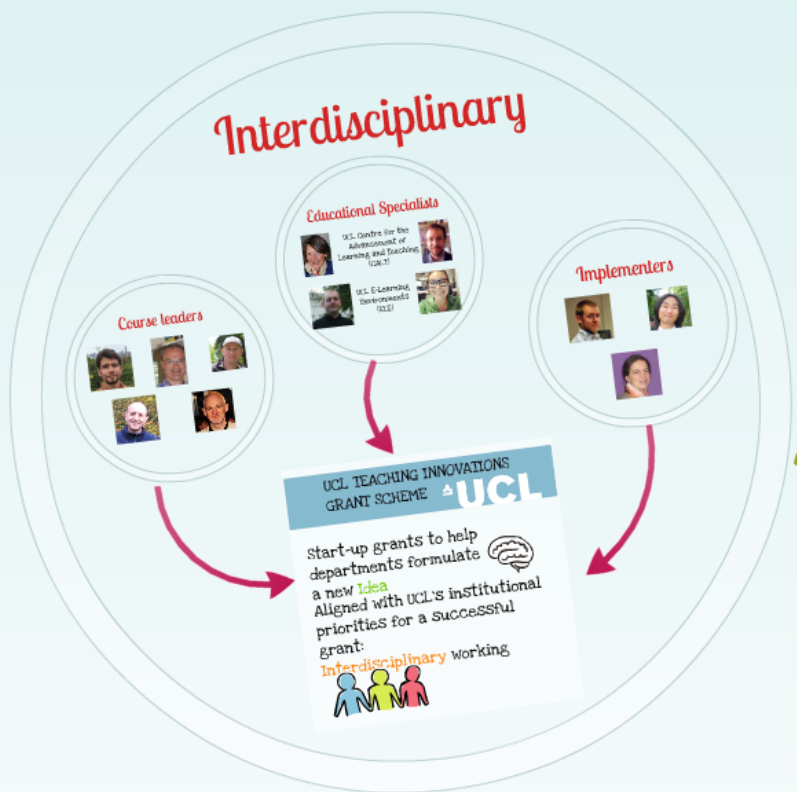 Interdisciplinary
Educational Specialists
UCL Centre for the
Advancement of
Learning and Teaching
(CALT)
UCL E-Learning
Environments
(ELE)
Implementers
Course leaders
UCL TEACHING INNOVATIONS
GRANT SCHEME UCL
Start-up grants to help
departments formulate
a new Idea
Aligned with UCL's institutional
priorities for a successful
grant:
Interdisciplinary working